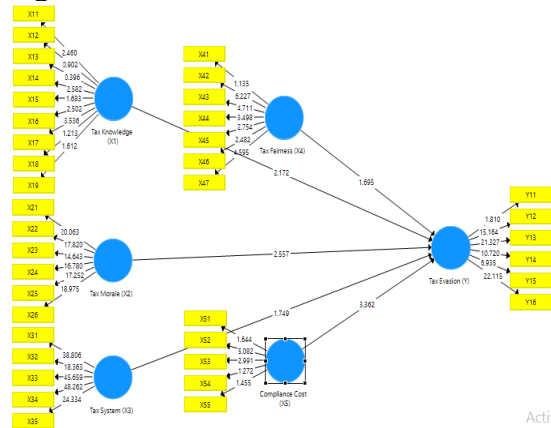 X11
X12
X13
X14
X15
X16
X17
X18
X19
2.460
0.902
0.396
2.582
1.683
2.502
3.536
1.213
1.612
Tax Knowledge
(X1)
X21
X22
X23
X24
X25
X26
20.063
17.820
14.643
16.780
17.252
18.975
Tax Morale (X2)
X31
X32
X33
X34
X35
38.806
18.363
45.659
48.262
24.334
Tax System (X3)
X41
X42
X43
X44
X45
X46
X47
1.135
6.227
4.711
3.498
2.754
2.482
4.595
Tax Fairness (X4)
X51
X52
X53
X54
X55
1.644
5.082
2.991
1.272
1.455
Compliance Cost
(X5)
2.172
1.695
2.557
1.749
3.362
Tax Evasion (Y)
Y11
Y12
Y13
Y14
Y15
Y16
1.810
15.164
21.327
10.720
6.935
22.115
Activ